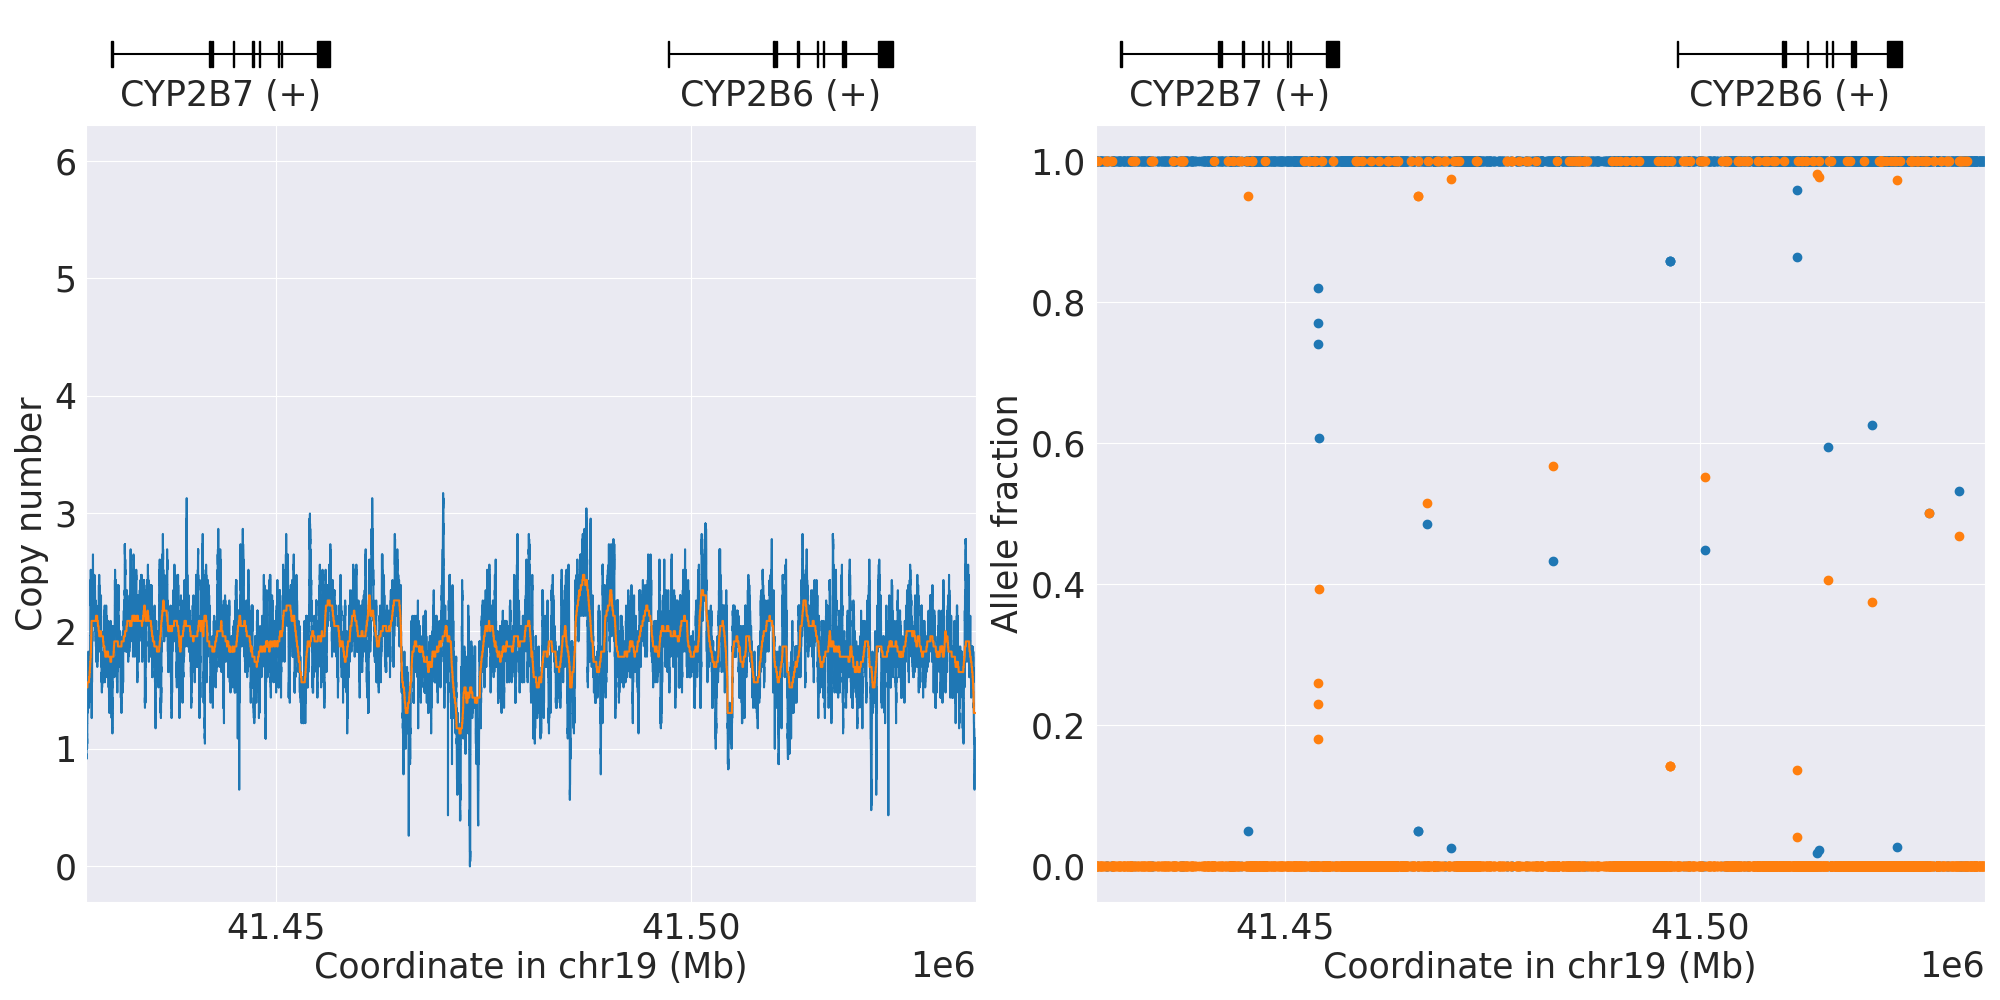 CYP2B7 (+)
CYP2B6 (+)
CYP2B7 (+)
CYP2B6 (+)
6
5
4
3
2
1
0
Copy number
41.45
41.50
Coordinate in chr19 (Mb)
1e6
1.0
0.8
0.6
0.4
0.2
0.0
Allele fraction
41.45
41.50
Coordinate in chr19 (Mb)
1e6